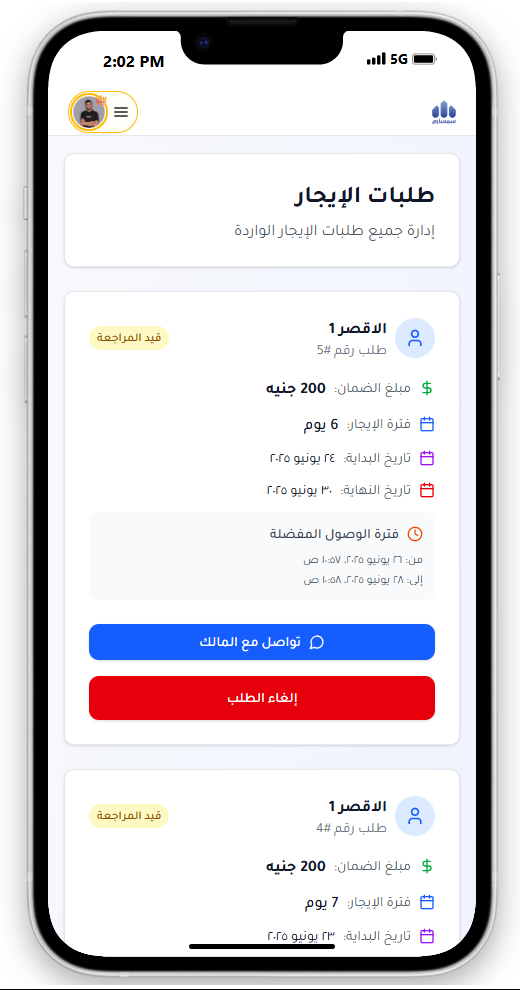 2:02 PM
5G
سمسارى
طلبات الإيجار
إدارة جميع طلبات الإيجار الواردة
الاقصر 1
قيد المراجعة
طلب رقم #5
مبلغ الضمان: 200 جنيه
فترة الإيجار: 6 يوم
تاريخ البداية: ٢٤ يونيو ٢٠٢٥
تاريخ النهاية: ٣٠ يونيو ٢٠٢٥
فترة الوصول المفضلة
من: ٢٦ يونيو ٢٠٢٥، ١٠:٥٧ ص
إلى: ٢٨ يونيو ٢٠٢٥، ١٠:٥٨ ص
تواصل مع المالك
إلغاء الطلب
الاقصر 1
قيد المراجعة
طلب رقم #4
مبلغ الضمان: 200 جنيه
فترة الإيجار: 7 يوم
تاريخ البداية: ٢٣ يونيو ٢٠٢٥